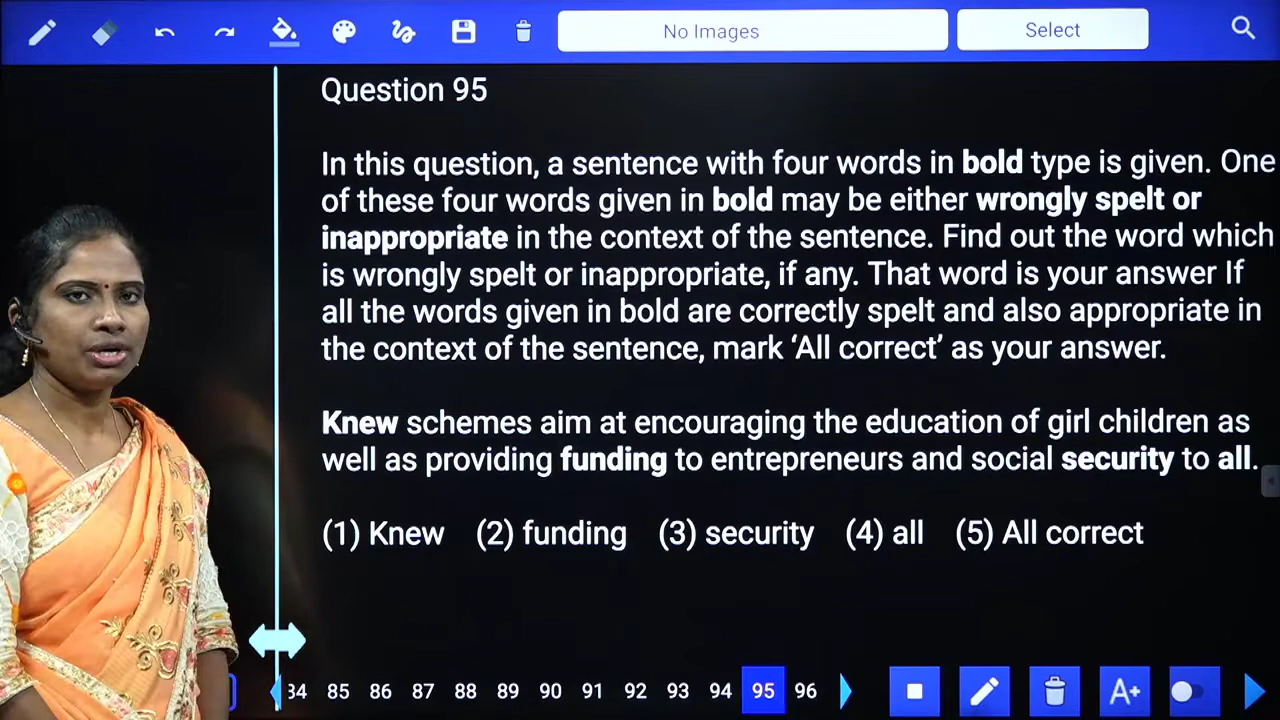 No Images
Select
Question 95
In this question, a sentence with four words in bold type is given. One
of these four words given in bold may be either wrongly spelt or
inappropriate in the context of the sentence. Find out the word which
is wrongly spelt or inappropriate, if any. That word is your answer If
all the words given in bold are correctly spelt and also appropriate in
the context of the sentence, mark ‘All correct’ as your answer.
Knew schemes aim at encouraging the education of girl children as
well as providing funding to entrepreneurs and social security to all.
(1) Knew (2) funding (3) security (4) all (5) All correct
85 86 87 88 89 90 91 92 93 94 95 96
A+